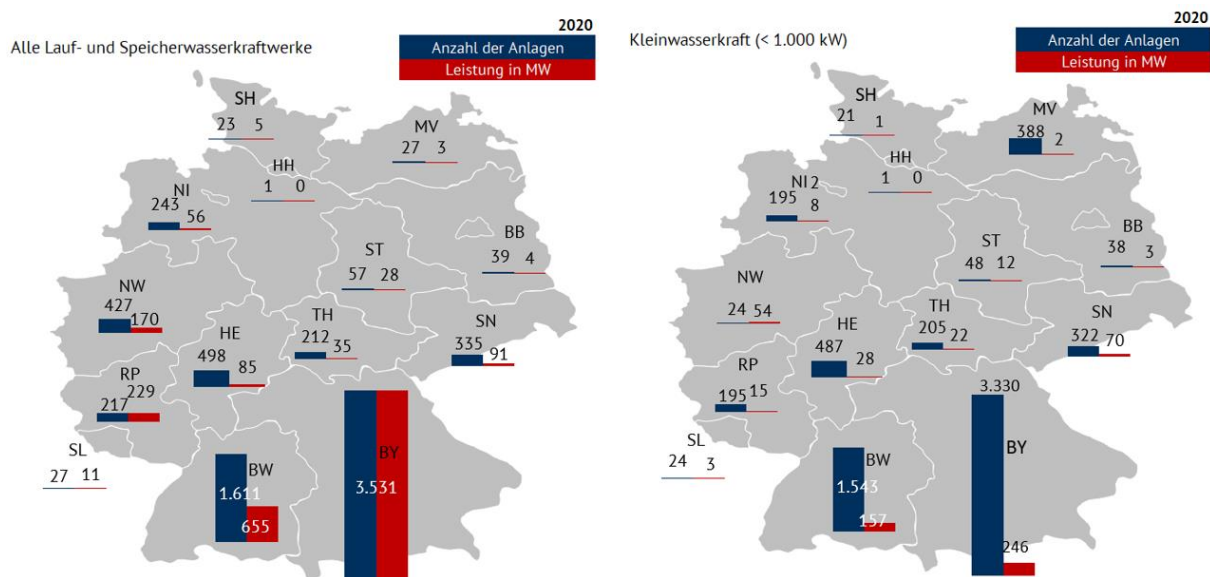 2020
Alle Lauf- und Speicherwasserkraftwerke
Anzahl der Anlagen
Leistung in MW
SH
23 5
MV
27 3
HH
1 0
NI
243 56
BB
39 4
ST
57 28
NW
427 170
TH
212 35
SN
335 91
HE
498 85
RP
217 229
SL
27 11
BW
1.611 655
BY
3.531
2020
Kleinwasserkraft (< 1.000 kW)
Anzahl der Anlagen
Leistung in MW
SH
21 1
MV
388 2
HH
1 0
NI 2
195 8
BB
38 3
ST
48 12
NW
24 54
TH
205 22
SN
322 70
HE
487 28
RP
195 15
SL
24 3
BW
1.543 157
3.330
BY
246